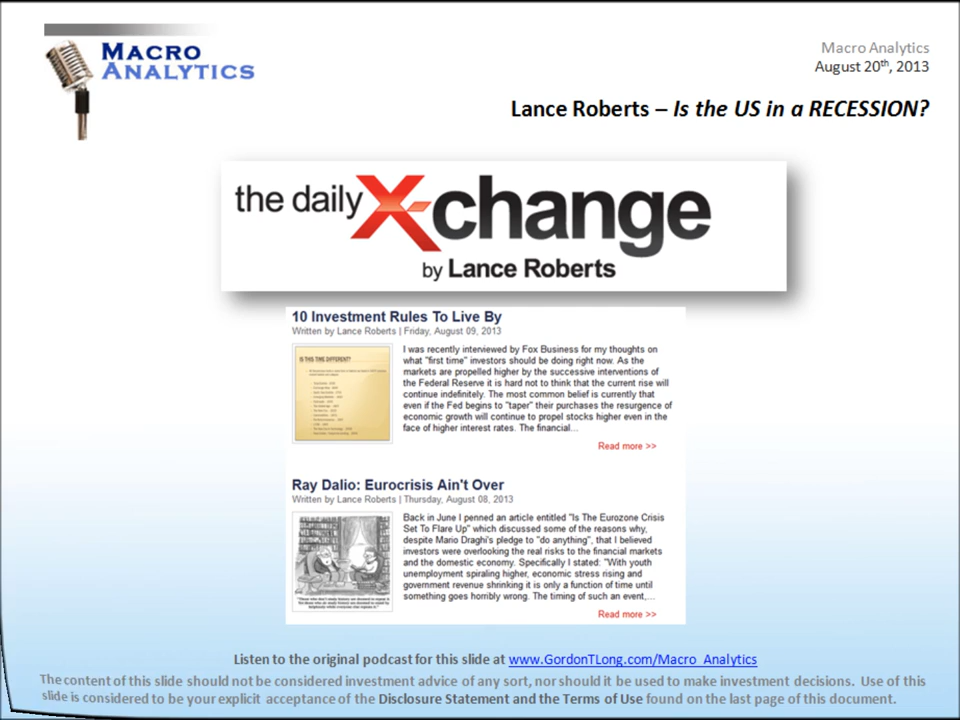 MACRO
ANALYTICS
Macro Analytics
August 20th, 2013
Lance Roberts – Is the US in a RECESSION?
the daily X-change
by Lance Roberts
10 Investment Rules To Live By
Written by Lance Roberts | Friday, August 09, 2013
IS THIS TIME DIFFERENT?
I was recently interviewed by Fox Business for my thoughts on
what "first time" investors should be doing right now. As the
markets are propelled higher by the successive interventions of
the Federal Reserve it is hard not to think that the current rise will
continue indefinitely. The most common belief is currently that
even if the Fed begins to "taper" their purchases the resurgence of
economic growth will continue to propel stocks higher even in the
face of higher interest rates. The financial...
Read more >>
Ray Dalio: Eurocrisis Ain't Over
Written by Lance Roberts | Thursday, August 08, 2013
Back in June I penned an article entitled "Is The Eurozone Crisis
Set To Flare Up" which discussed some of the reasons why,
despite Mario Draghi's pledge to "do anything", that I believed
investors were overlooking the real risks to the financial markets
and the domestic economy. Specifically I stated: "With youth
unemployment spiraling higher, economic stress rising and
government revenue shrinking it is only a function of time until
something goes horribly wrong. The timing of such an event,...
Read more >>
Listen to the original podcast for this slide at www.GordonTLong.com/Macro_Analytics
The content of this slide should not be considered investment advice of any sort, nor should it be used to make investment decisions. Use of this
slide is considered to be your explicit acceptance of the Disclosure Statement and the Terms of Use found on the last page of this document.